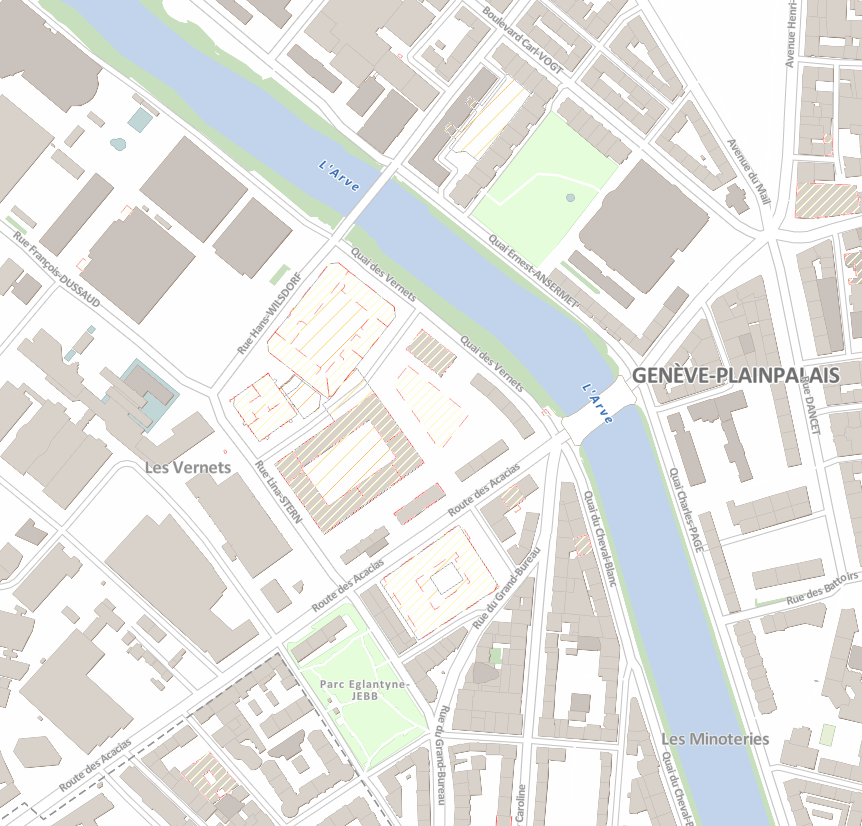 Boulevard Carl-VOGT
Avenue Henri-
Avenue du Mail
L'Arve
Quai Ernest-ANSERMET
Rue François-DUSSAUD
Quai des Vernets
Rue Hans-WILSDORF
Quai des Vernets
GENÈVE-PLAINPALAIS
L'Arve
Rue DANCET
Les Vernets
Rue Lina-STERN
Route des Acacias
Quai Charles-PAGE
Quai du Cheval-Blanc
Route des Acacias
Rue du Grand-Bureau
Rue des Battoirs
Parc Eglantyne-
JEBB
Rue du Grand-Bureau
Les Minoteries
Route des Acacias
Quai du Cheval-B
Caroline